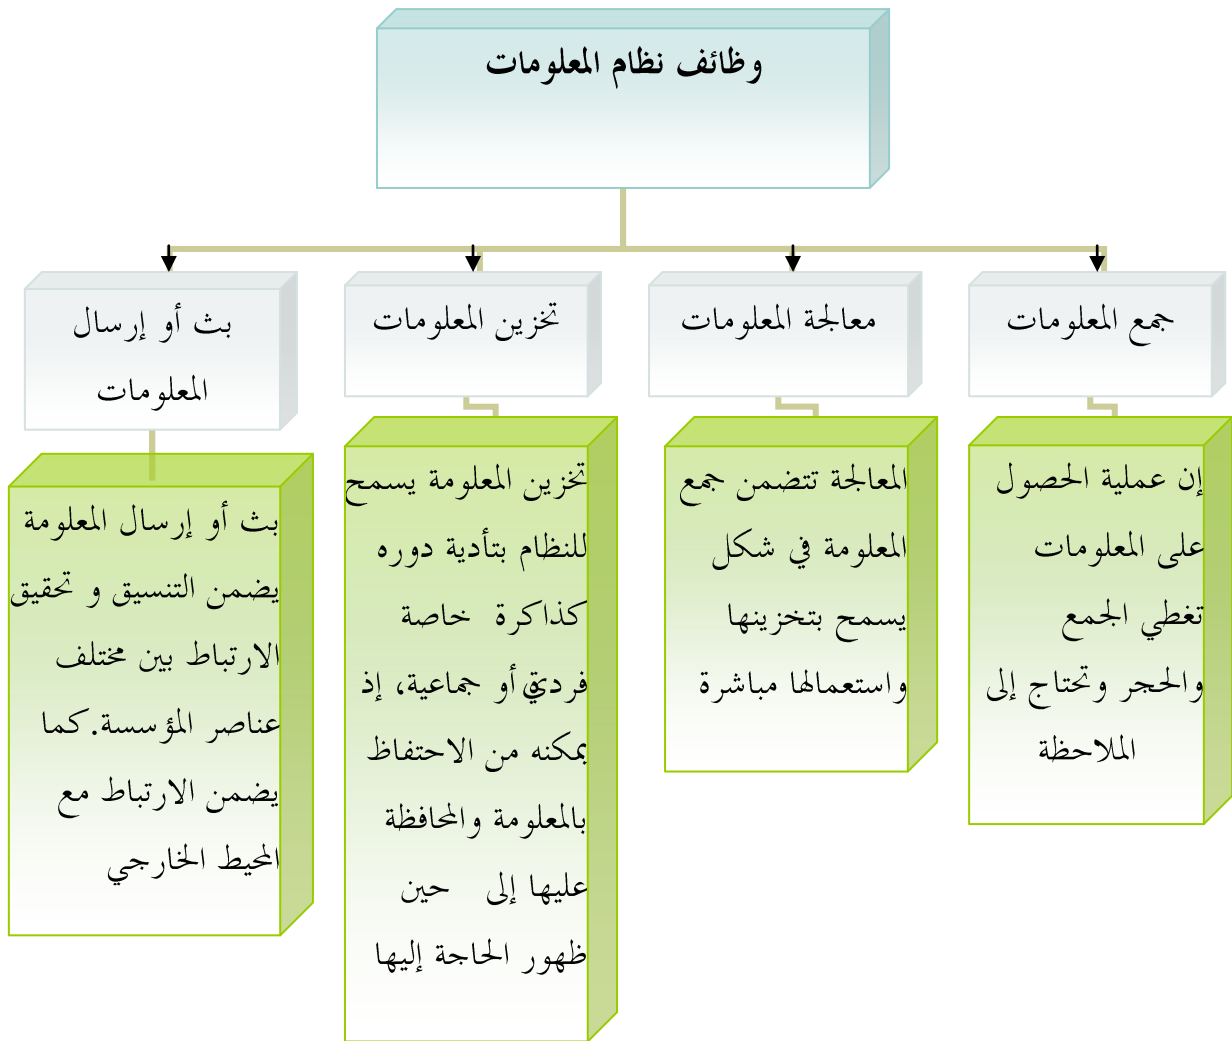 وظائف نظام المعلومات
جمع المعلومات
معالجة المعلومات
تخزين المعلومات
بث أو إرسال
المعلومات
إن عملية الحصول
على المعلومات
تغطي الجمع
والحجر وتحتاج إلى
الملاحظة
المعالجة تتضمن جمع
المعلومة في شكل
يسمح بتخزينها
واستعمالها مباشرة
تخزين المعلومة يسمح
للنظام بتأدية دوره
كذاكرة خاصة
فردية أو جماعية، إذ
يمكنه من الاحتفاظ
بالمعلومة والمحافظة
عليها إلى حين
ظهور الحاجة إليها
بث أو إرسال المعلومة
يضمن التنسيق و تحقيق
الارتباط بين مختلف
عناصر المؤسسة.كما
يضمن الارتباط مع
المحيط الخارجي